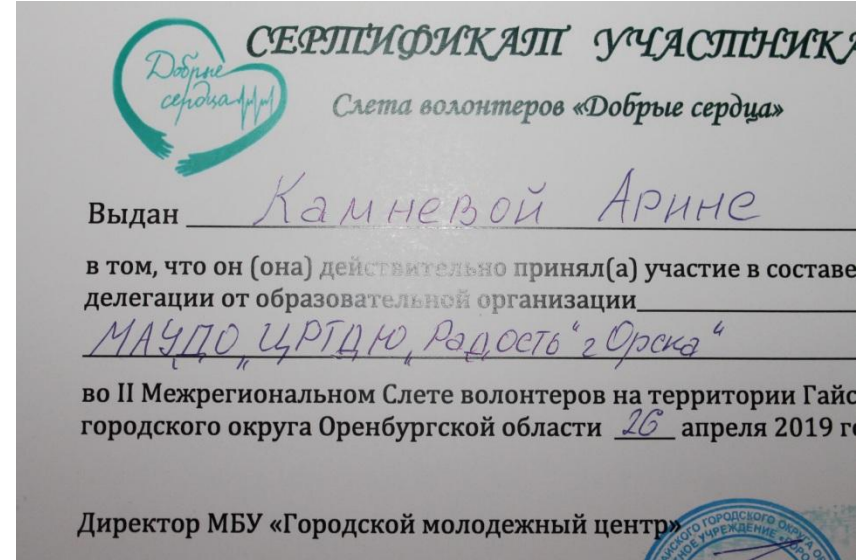 Добрые
сердца
СЕРТИФИКАТ УЧАСТНИКА
Слета волонтеров «Добрые сердца»
Выдан Камневой Арине
в том, что он (она) действительно принял(а) участие в составе
делегации от образовательной организации
МАУДО „ЦРТДЮ „Радость“ г Орска“
во II Межрегиональном Слете волонтеров на территории Гайс
городского округа Оренбургской области 26 апреля 2019 г
Директор МБУ «Городской молодежный центр»